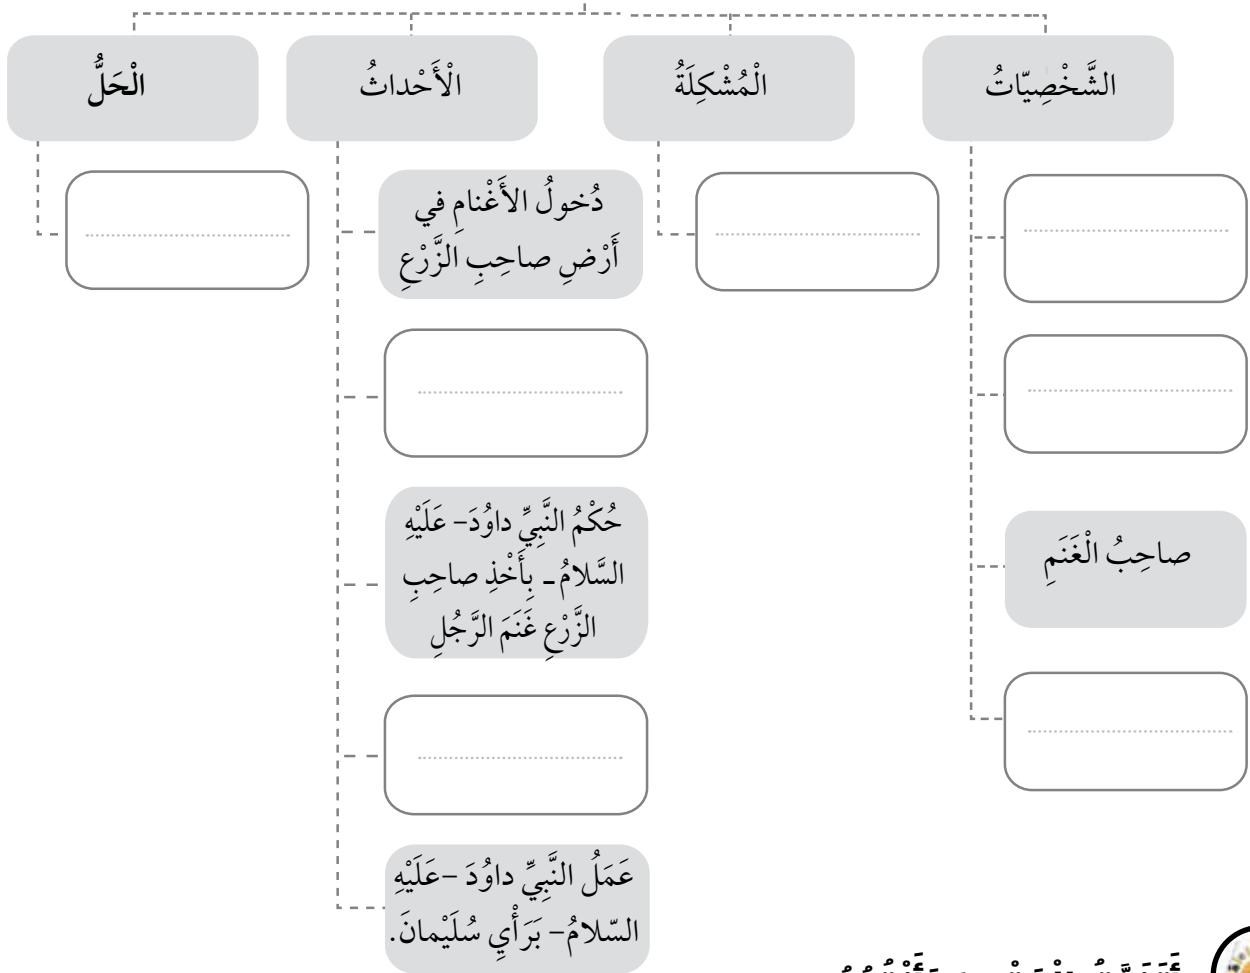 الشَّخْصِيّاتُ
الْمُشْكِلَةُ
الْأَحْداثُ
الْحَلُّ
دُخولُ الأَغْنامِ في
أَرْضِ صاحِبِ الزَّرْعِ
حُكْمُ النَّبِيِّ داوُدَ– عَلَيْهِ
السَّلامُ– بِأَخْذِ صاحِبِ
الزَّرْعِ غَنَمَ الرَّجُلِ
صاحِبُ الْغَنَمِ
عَمَلُ النَّبِيِّ داوُدَ –عَلَيْهِ
السّلامُ– بَرَأْيِ سُلَيْمانَ.